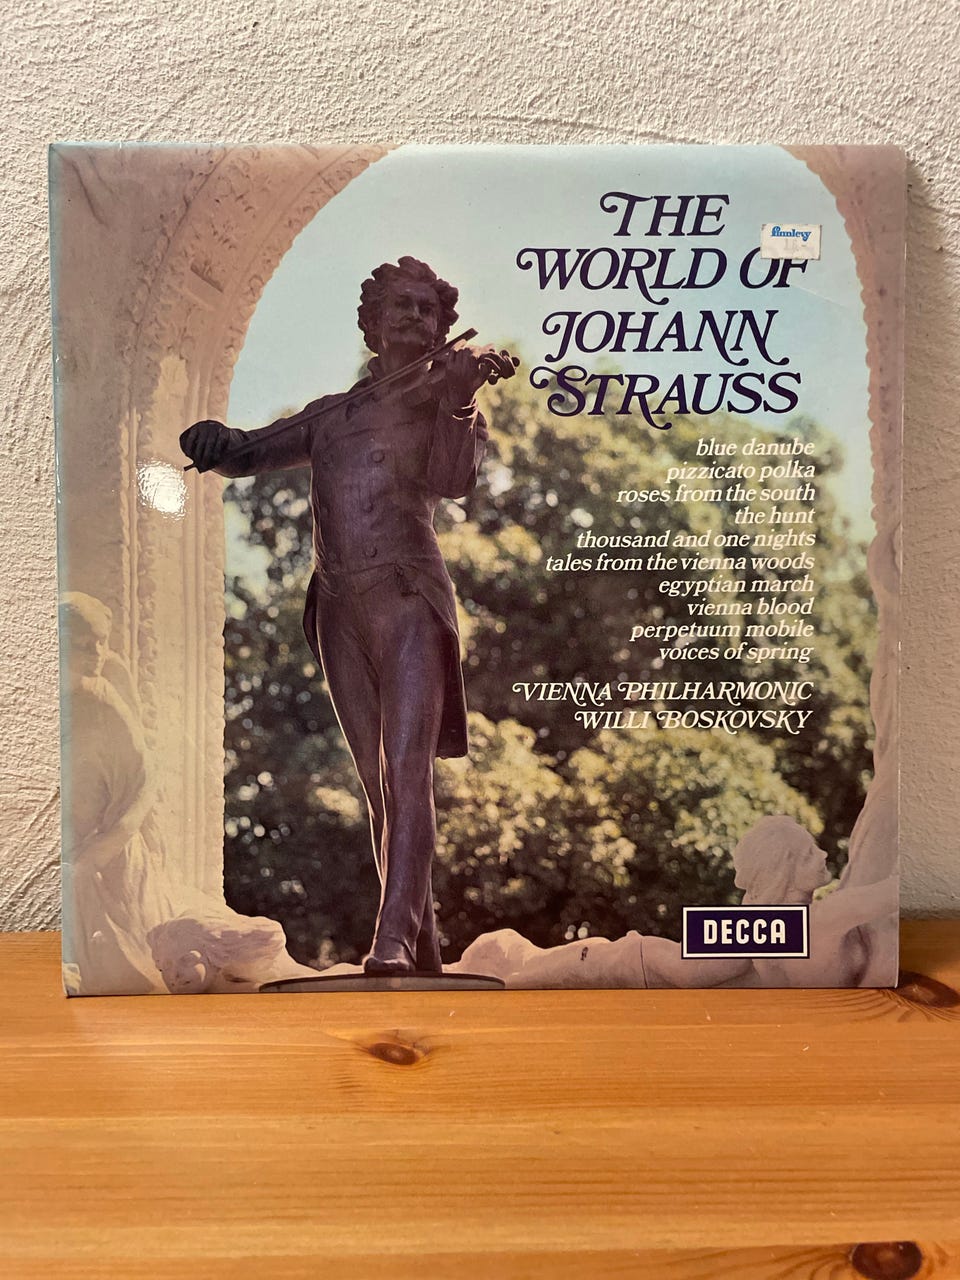 THE
WORLD OF
JOHANN
STRAUSS
blue danube
pizzicato polka
roses from the south
the hunt
thousand and one nights
tales from the vienna woods
egyptian march
vienna blood
perpetuum mobile
voices of spring
VIENNA PHILHARMONIC
WILLI BOSKOVSKY
DECCA